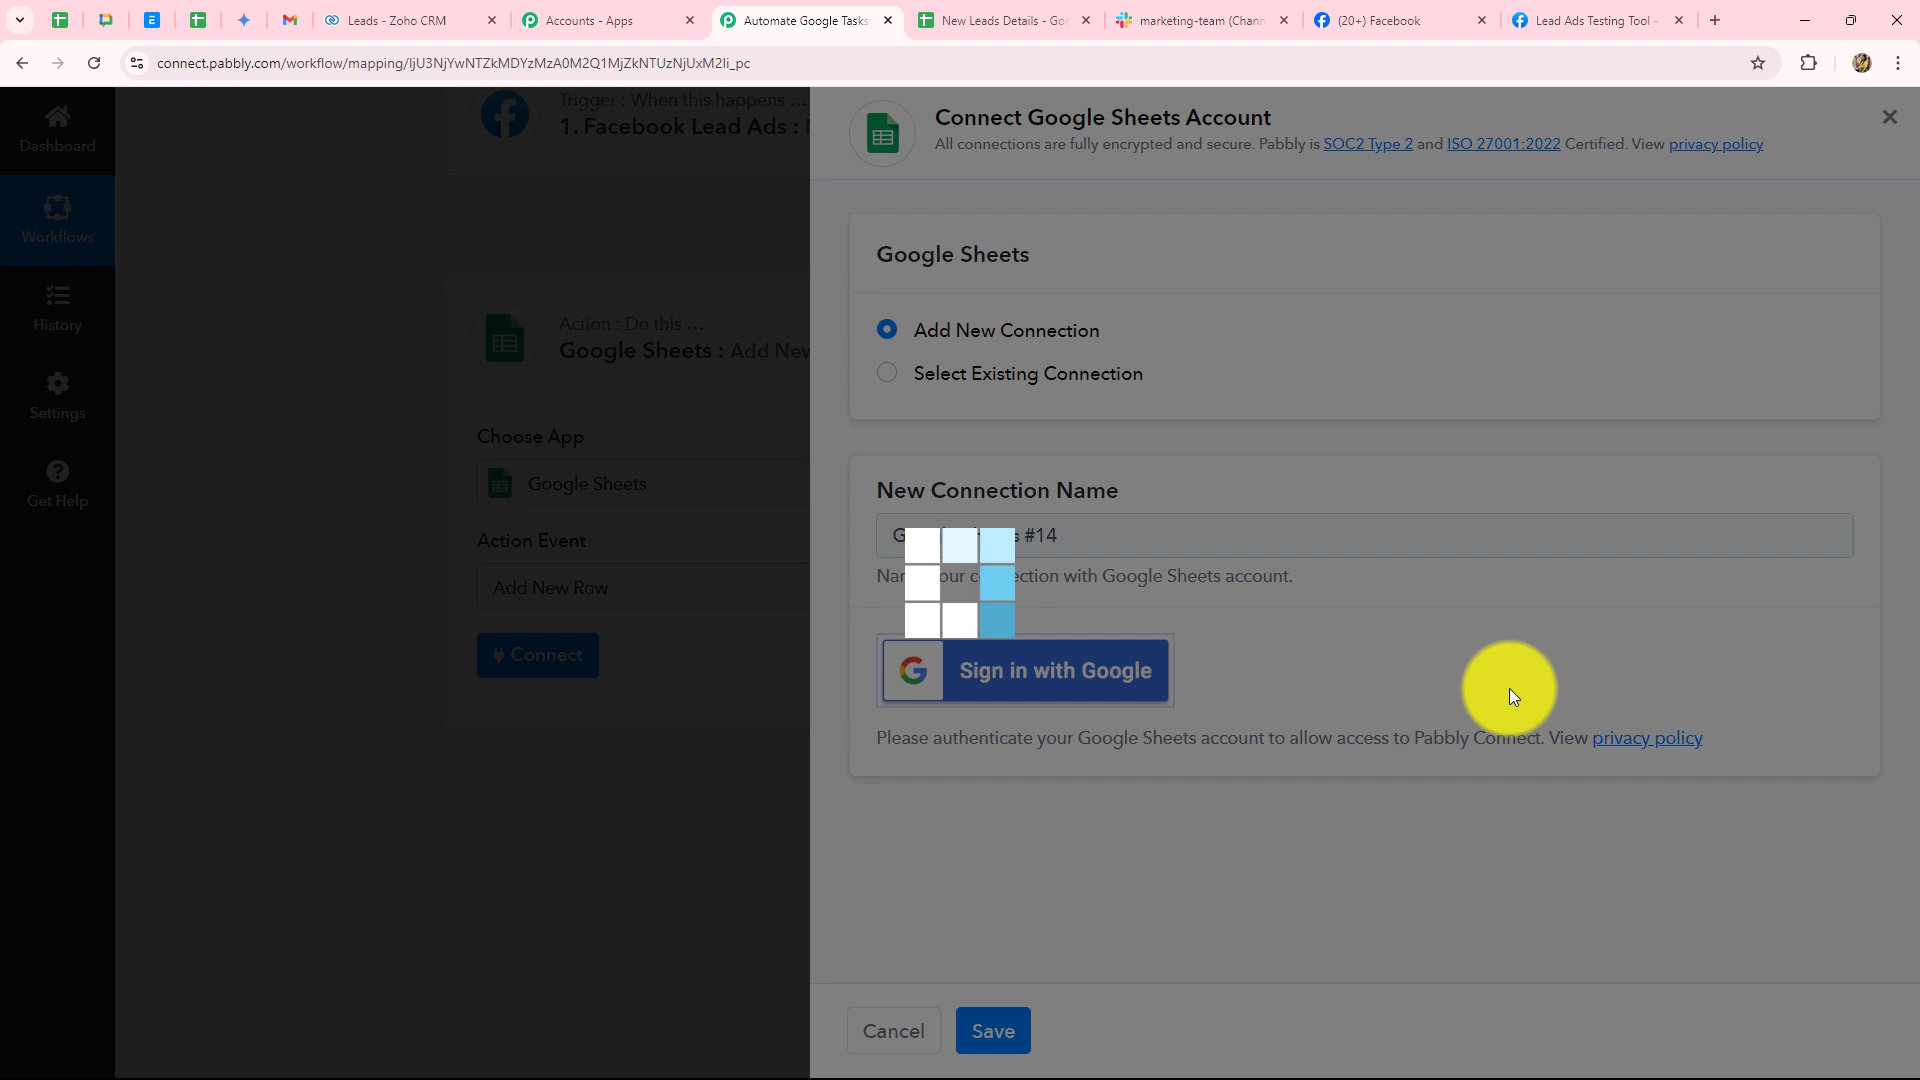 Leads - Zoho CRM
Accounts - Apps
Automate Google Tasks
New Leads Details - Goo
marketing-team (Chann
(20+) Facebook
Lead Ads Testing Tool -
connect.pabbly.com/workflow/mapping/IjU3NjYwNTZkMDYzMzA0M2Q1MjZkNTUzNjUxM2Ii_pc
Dashboard
Workflows
History
Settings
Get Help
Trigger : When this happens ...
1. Facebook Lead Ads :
Action : Do this ...
Google Sheets : Add New
Choose App
Google Sheets
Action Event
Add New Row
Connect
Connect Google Sheets Account
All connections are fully encrypted and secure. Pabbly is SOC2 Type 2 and ISO 27001:2022 Certified. View privacy policy
Google Sheets
Add New Connection
Select Existing Connection
New Connection Name
#14
with Google Sheets account.
Sign in with Google
Please authenticate your Google Sheets account to allow access to Pabbly Connect. View privacy policy
Cancel
Save